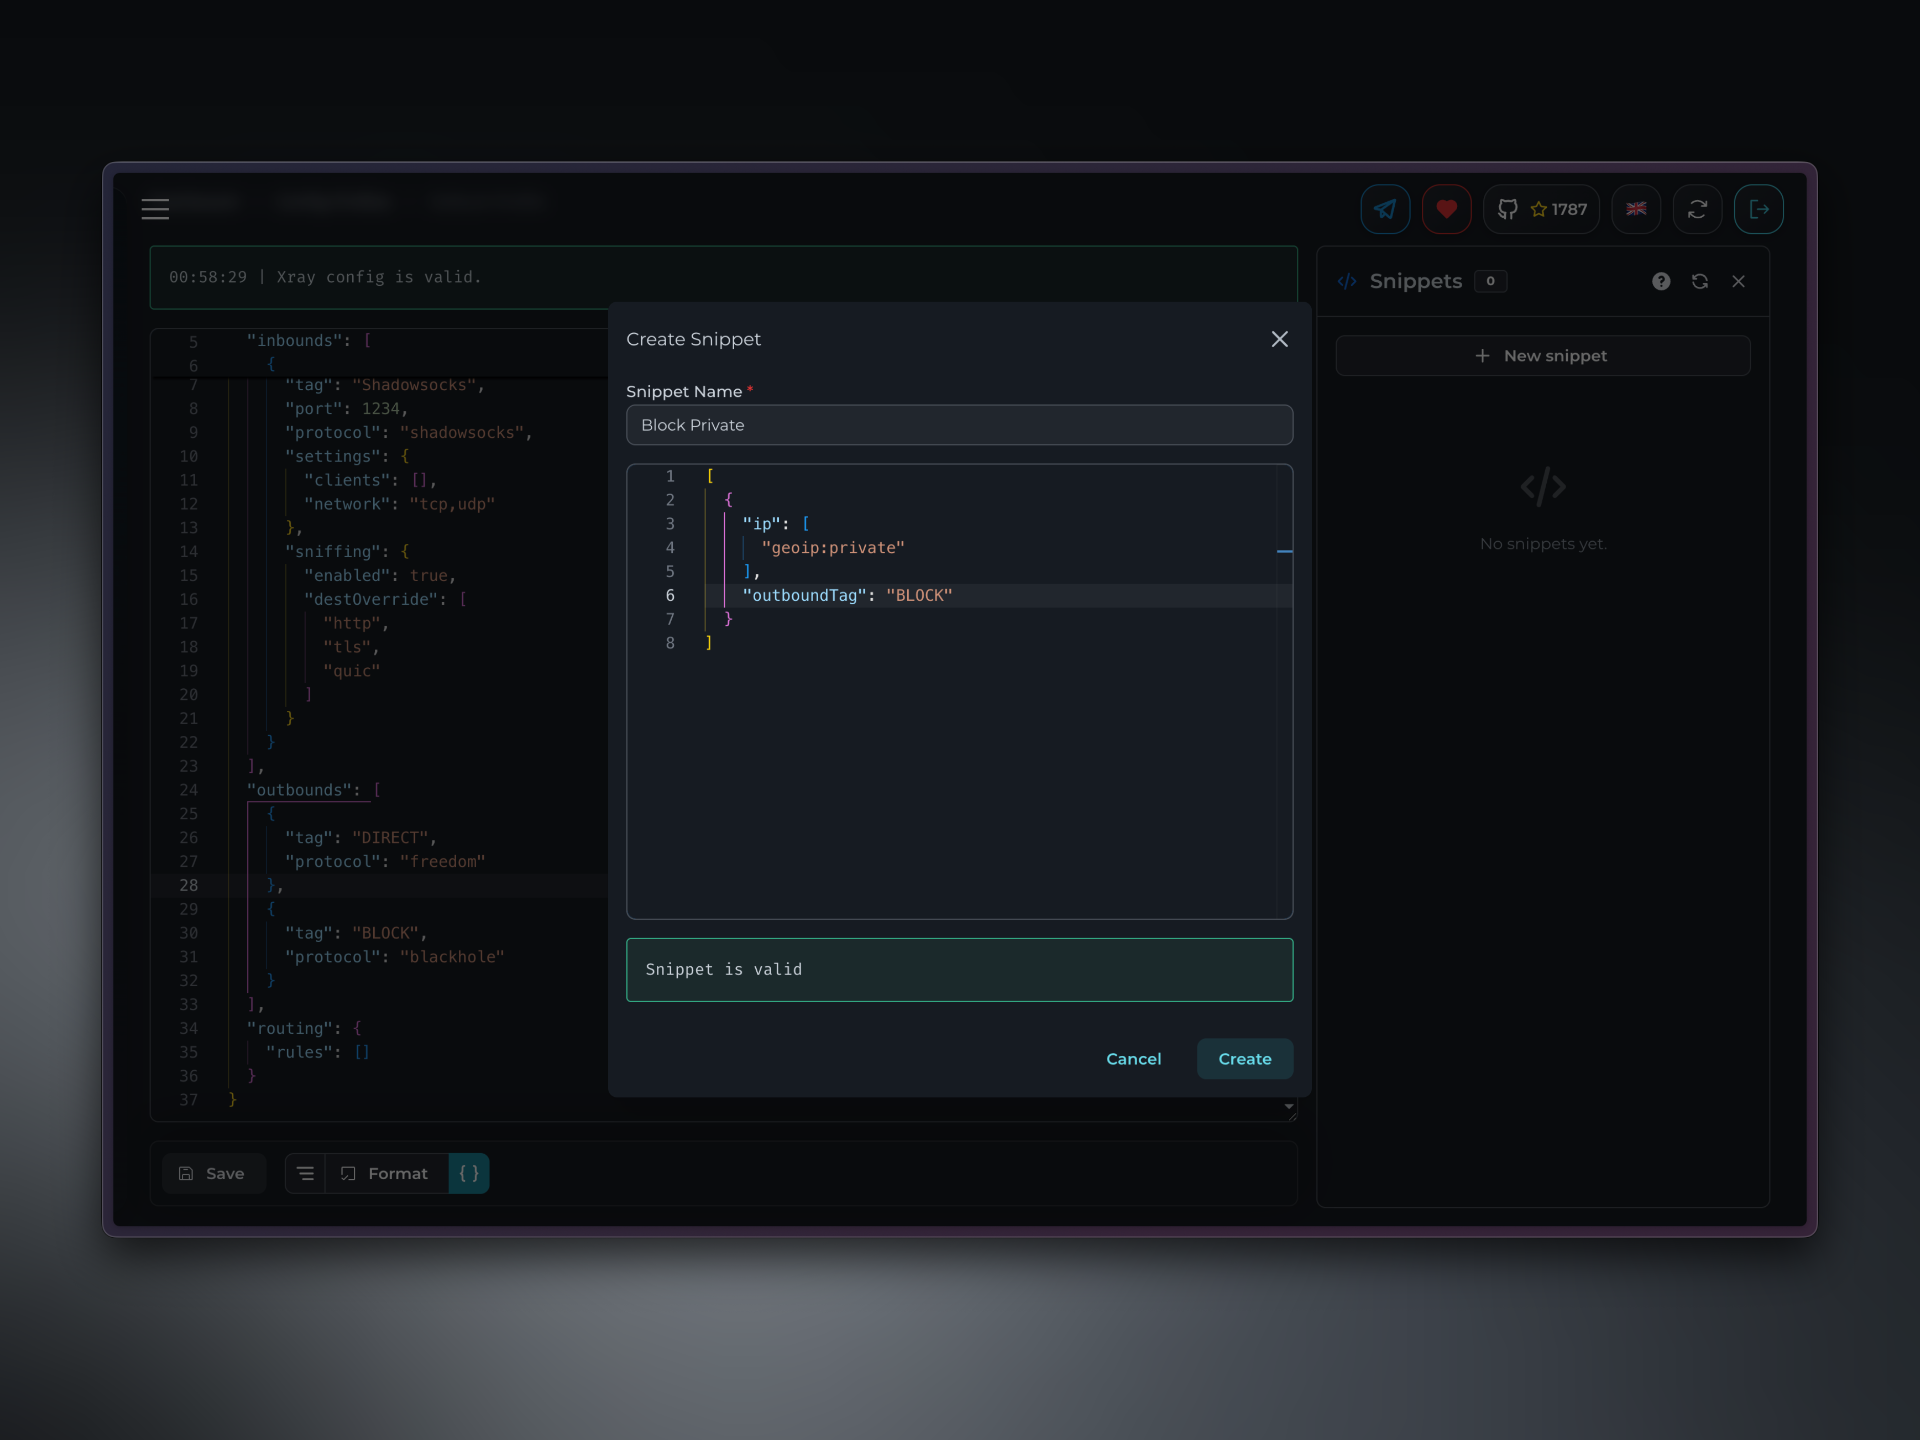 1787
00:58:29 | Xray config is valid.
5 "inbounds": [
6 {
7 "tag": "Shadowsocks",
8 "port": 1234,
9 "protocol": "shadowsocks",
10 "settings": {
11 "clients": [],
12 "network": "tcp,udp"
13 },
14 "sniffing": {
15 "enabled": true,
16 "destOverride": [
17 "http",
18 "tls",
19 "quic"
20 ]
21 }
22 }
23 ],
24 "outbounds": [
25 {
26 "tag": "DIRECT",
27 "protocol": "freedom"
28 },
29 {
30 "tag": "BLOCK",
31 "protocol": "blackhole"
32 }
33 ],
34 "routing": {
35 "rules": []
36 }
37 }
Save
Format
{ }
Create Snippet
Snippet Name *
Block Private
1 [
2 {
3 "ip": [
4 "geoip:private"
5 ],
6 "outboundTag": "BLOCK"
7 }
8 ]
Snippet is valid
Cancel
Create
Snippets 0
New snippet
No snippets yet.